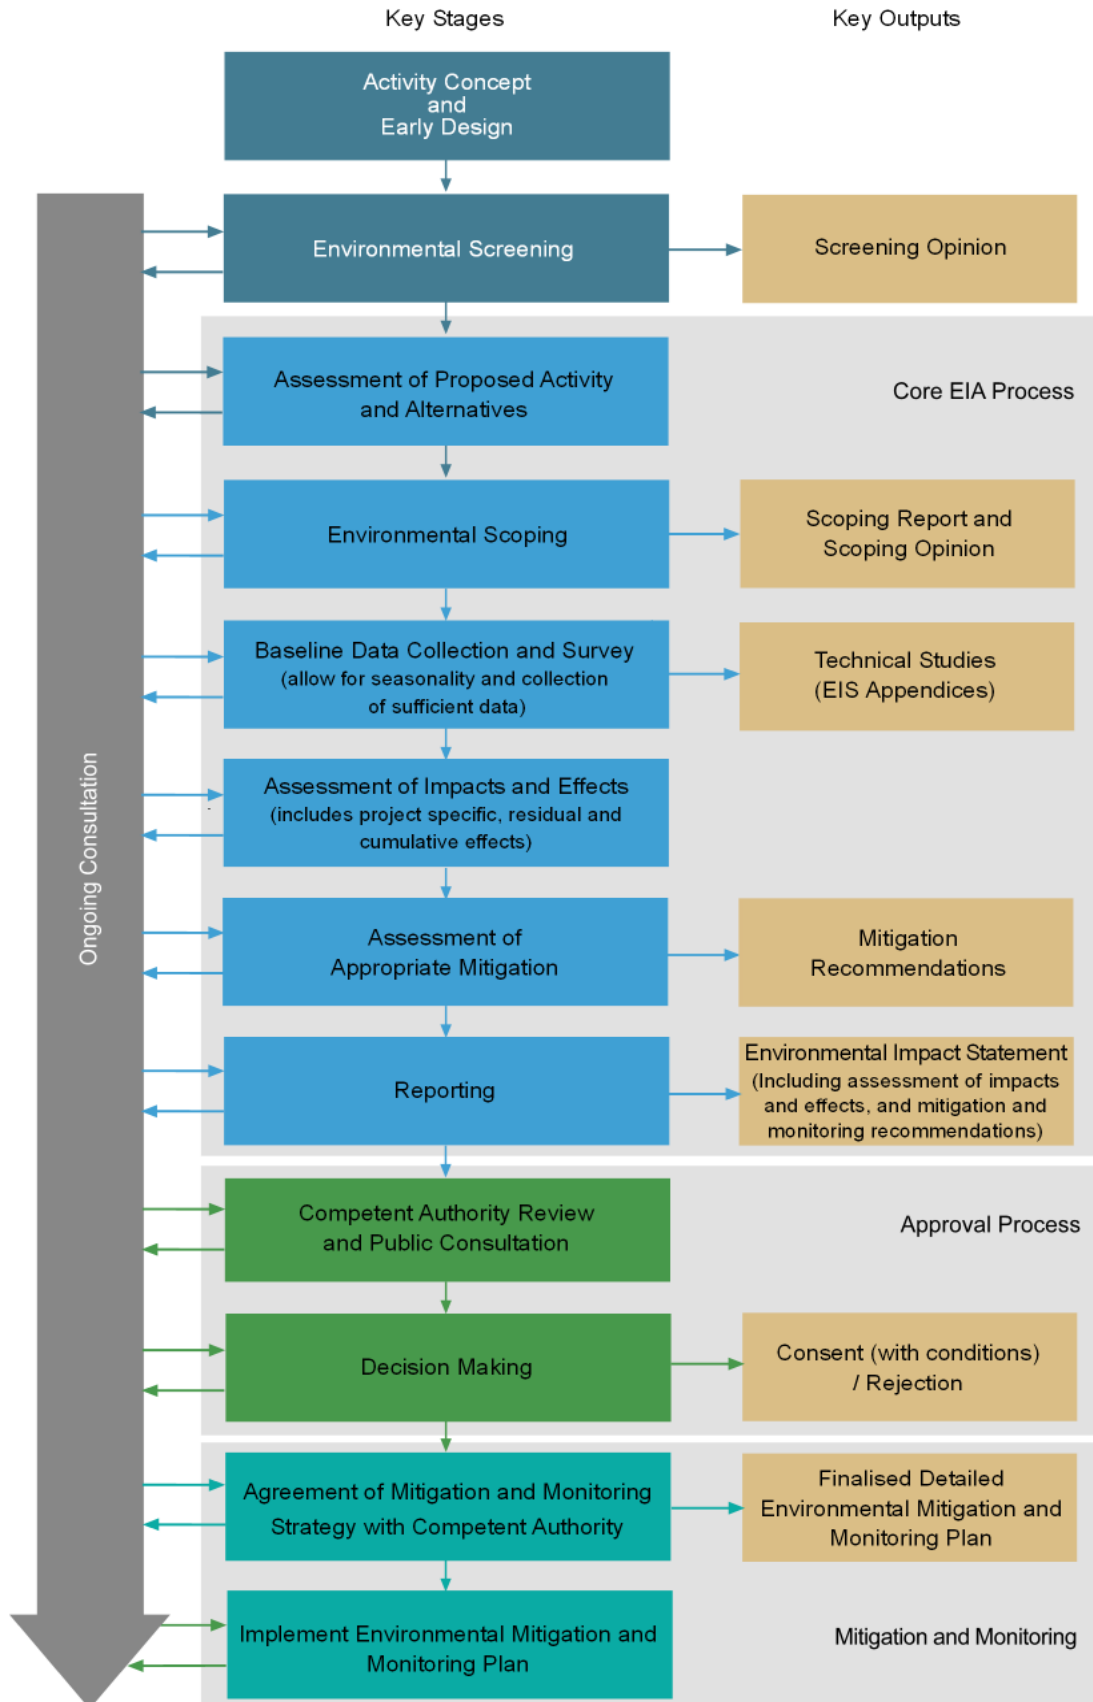 Key Stages
Key Outputs
Activity Concept
and
Early Design
Environmental Screening
Screening Opinion
Assessment of Proposed Activity
and Alternatives
Core EIA Process
Environmental Scoping
Scoping Report and
Scoping Opinion
Baseline Data Collection and Survey
(allow for seasonality and collection
of sufficient data)
Technical Studies
(EIS Appendices)
Ongoing Consultation
Assessment of Impacts and Effects
(includes project specific, residual and
cumulative effects)
Assessment of
Appropriate Mitigation
Mitigation
Recommendations
Reporting
Environmental Impact Statement
(Including assessment of impacts
and effects, and mitigation and
monitoring recommendations)
Competent Authority Review
and Public Consultation
Approval Process
Decision Making
Consent (with conditions)
/ Rejection
Agreement of Mitigation and Monitoring
Strategy with Competent Authority
Finalised Detailed
Environmental Mitigation and
Monitoring Plan
Implement Environmental Mitigation and
Monitoring Plan
Mitigation and Monitoring